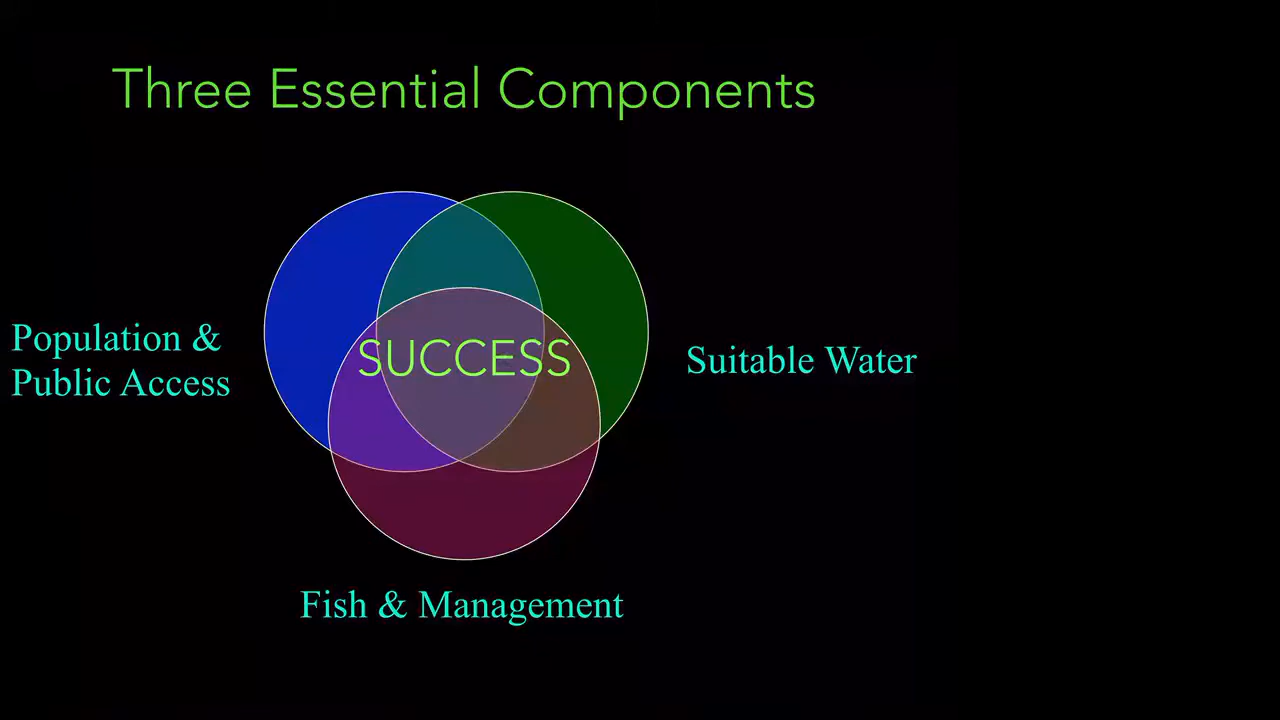 Three Essential Components
Population &
Public Access
SUCCESS
Suitable Water
Fish & Management